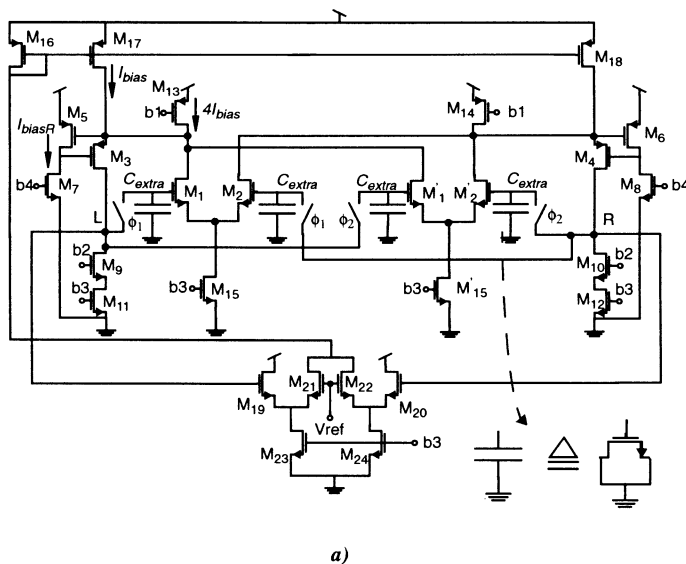 M16 M17 M18
Ibias M13 4Ibias M14
b1 b1
M5 M6
IbiasR M3 M4
Cextra Cextra Cextra Cextra
b4 M7 M1 M2 M'1 M'2 M8 b4
L ϕ1 ϕ1 ϕ2 ϕ2 R
b2 M9 M10 b2
b3 M11 b3 M15 b3 M'15 M12 b3
M19 M21 M22 M20
Vref
M23 M24 b3
a)